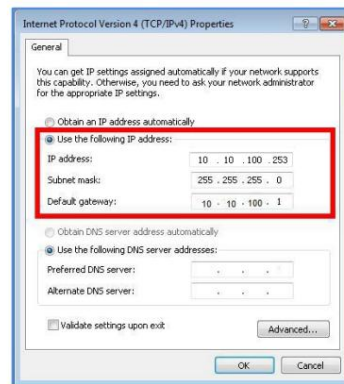 Internet Protocol Version 4 (TCP/IPv4) Properties
General
You can get IP settings assigned automatically if your network supports
this capability. Otherwise, you need to ask your network administrator
for the appropriate IP settings.
Obtain an IP address automatically
Use the following IP address:
IP address: 10 . 10 . 100 . 253
Subnet mask: 255 . 255 . 255 . 0
Default gateway: 10 . 10 . 100 . 1
Obtain DNS server address automatically
Use the following DNS server addresses:
Preferred DNS server: . . .
Alternate DNS server: . . .
Validate settings upon exit
Advanced...
OK Cancel